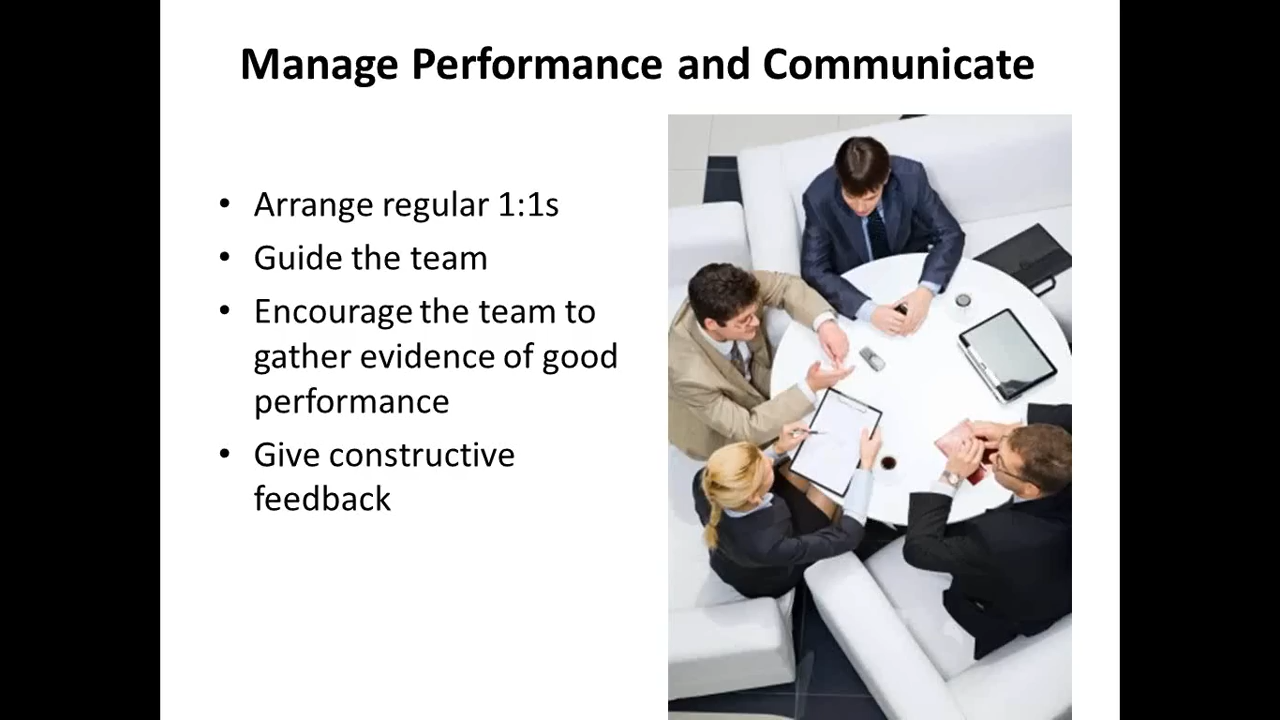 Manage Performance and Communicate
• Arrange regular 1:1s
• Guide the team
• Encourage the team to
gather evidence of good
performance
• Give constructive
feedback